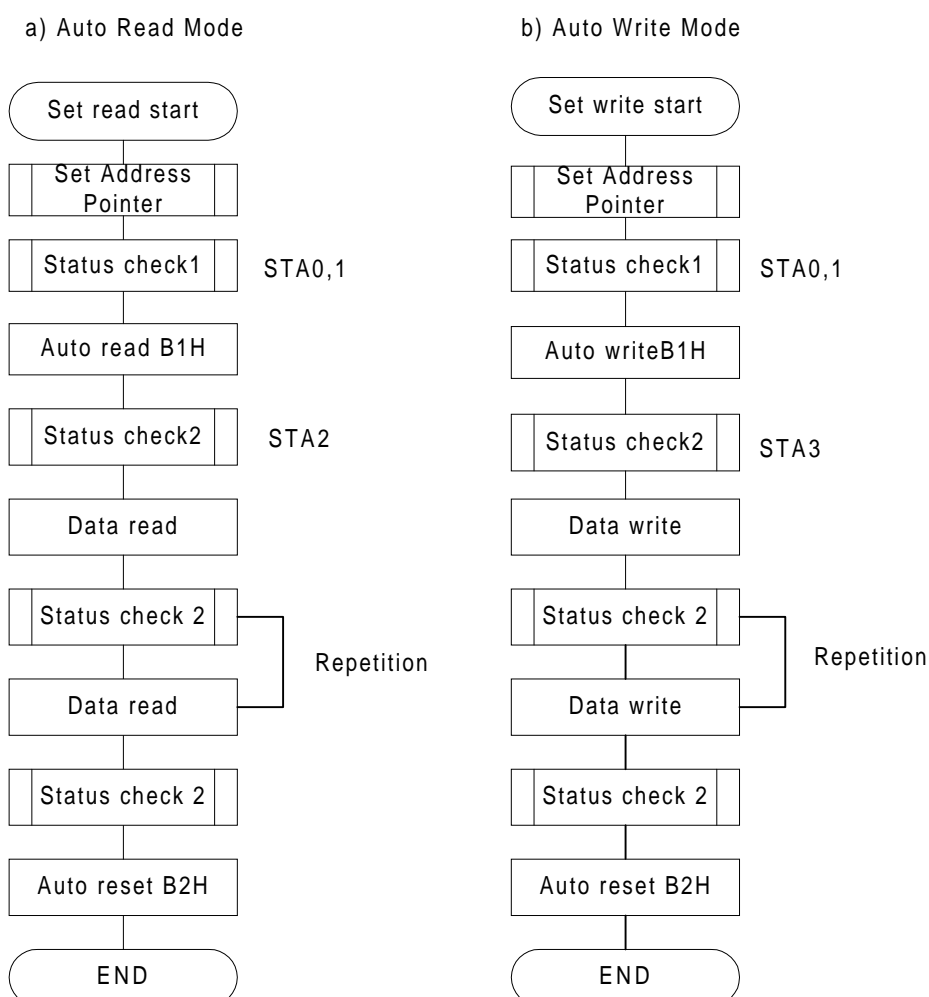 a) Auto Read Mode
Set read start
Set Address
Pointer
Status check1
STA0,1
Auto read B1H
Status check2
STA2
Data read
Status check 2
Repetition
Data read
Status check 2
Auto reset B2H
END
b) Auto Write Mode
Set write start
Set Address
Pointer
Status check1
STA0,1
Auto writeB1H
Status check2
STA3
Data write
Status check 2
Repetition
Data write
Status check 2
Auto reset B2H
END